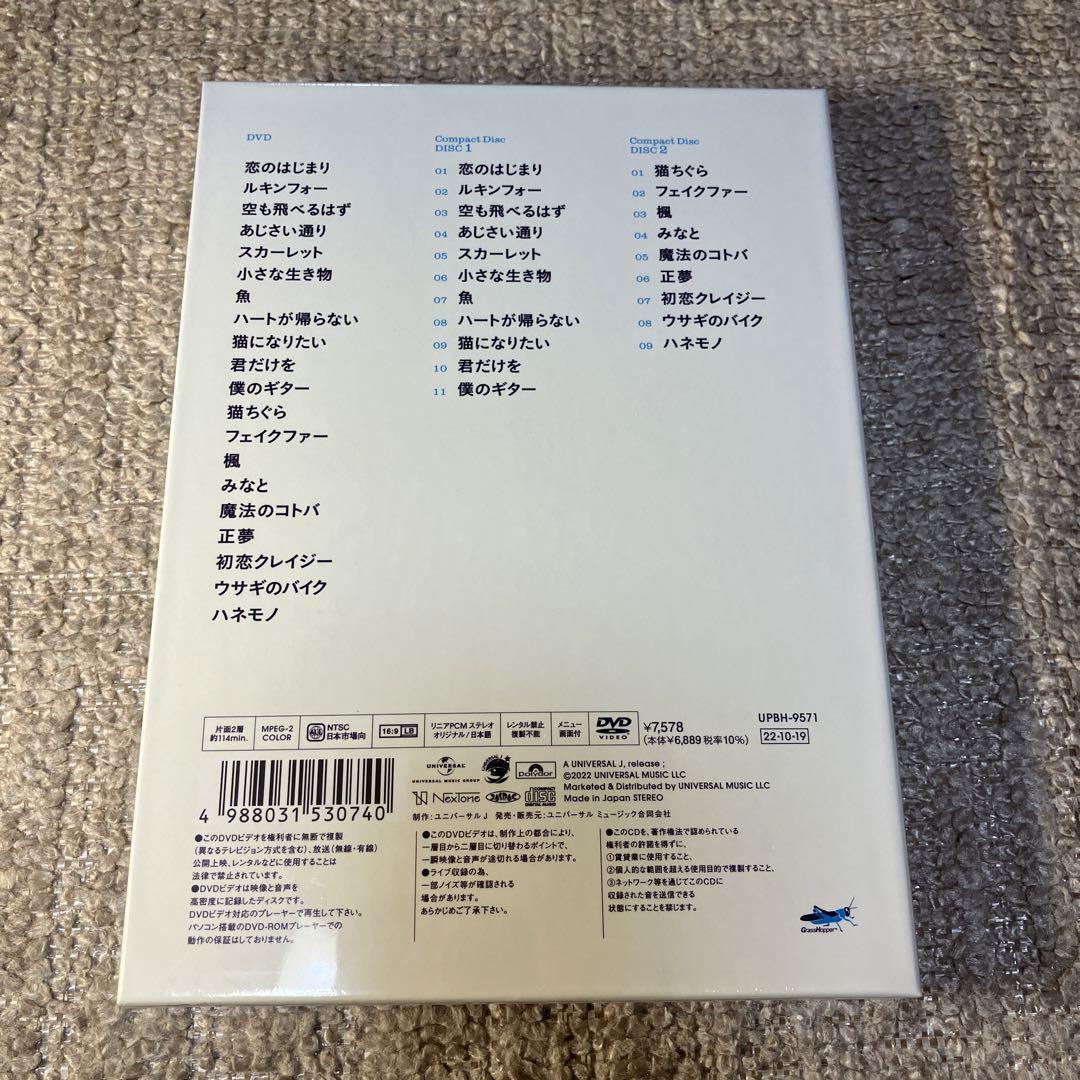 DVD
恋のはじまり
ルキンフォー
空も飛べるはず
あじさい通り
スカーレット
小さな生き物
魚
ハートが帰らない
猫になりたい
君だけを
僕のギター
猫ちぐら
フェイクファー
楓
みなと
魔法のコトバ
正夢
初恋クレイジー
ウサギのバイク
ハネモノ
Compact Disc
DISC 1
01 恋のはじまり
02 ルキンフォー
03 空も飛べるはず
04 あじさい通り
05 スカーレット
06 小さな生き物
07 魚
08 ハートが帰らない
09 猫になりたい
10 君だけを
11 僕のギター
Compact Disc
DISC 2
01 猫ちぐら
02 フェイクファー
03 楓
04 みなと
05 魔法のコトバ
06 正夢
07 初恋クレイジー
08 ウサギのバイク
09 ハネモノ
片面2層
約114min.
MPEG-2
COLOR
ALL
NTSC
日本市場向
16:9 LB
リニアPCM ステレオ
オリジナル/日本語
レンタル禁止
複製不能
メニュー
画面付
DVD
VIDEO
¥7,578
(本体¥6,889 税率10%)
UPBH-9571
22・10・19
4 988031 530740
UNIVERSAL
UNIVERSAL MUSIC GROUP
UNIVERSAL J
polydor
A UNIVERSAL J, release ;
©2022 UNIVERSAL MUSIC LLC
Marketed & Distributed by UNIVERSAL MUSIC LLC
Made in Japan STEREO
NexTone
JASRAC
COMPACT
disc
DIGITAL AUDIO
制作:ユニバーサル J 発売・販売元:ユニバーサル ミュージック合同会社
●このDVDビデオを権利者に無断で複製
(異なるテレビジョン方式を含む)、放送(無線・有線)
公開上映、レンタルなどに使用することは
法律で禁止されています。
●DVDビデオは映像と音声を
高密度に記録したディスクです。
DVDビデオ対応のプレーヤーで再生して下さい。
パソコン搭載のDVD-ROMプレーヤーでの
動作の保証はしておりません。
●このDVDビデオは、制作上の都合により、
一層目から二層目に切り替わるポイントで、
一瞬映像と音声が途切れる場合があります。
●ライブ収録の為、
一部ノイズ等が確認される
場合があります。
あらかじめご了承下さい。
●このCDを、著作権法で認められている
権利者の許諾を得ずに、
①賃貸業に使用すること、
②個人的な範囲を超える使用目的で複製すること、
③ネットワーク等を通じてこのCDに
収録された音を送信できる
状態にすることを禁じます。
GrassHopper